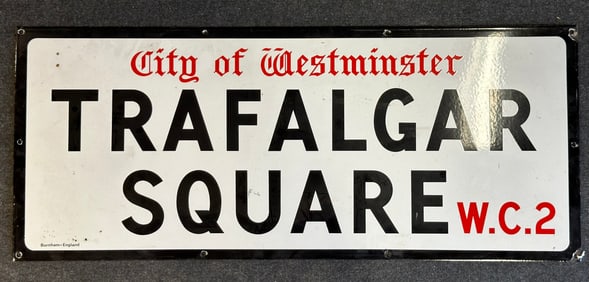 City of Westminster
TRAFALGAR
SQUARE W.C.2
Burnham-England